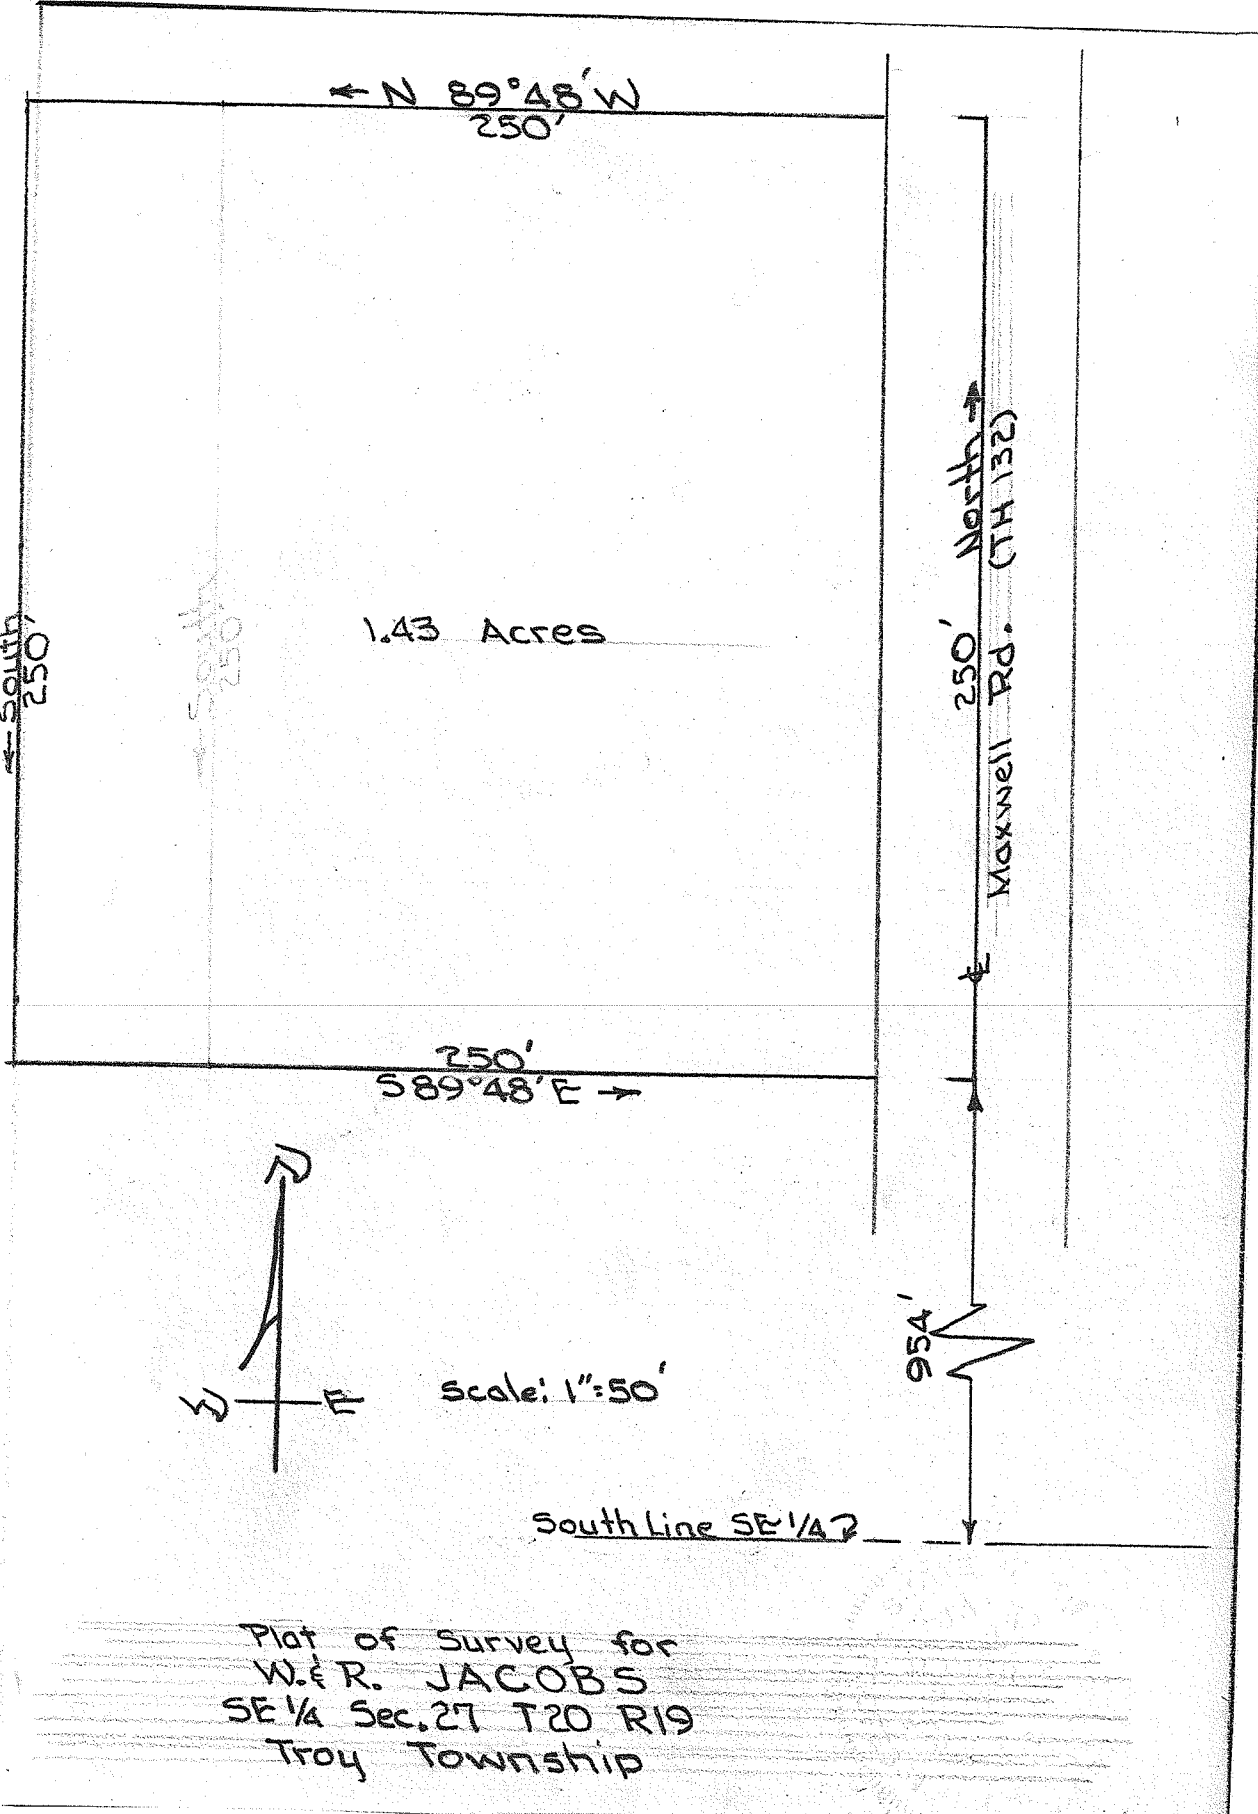 ← N 89°48'W
250'
← South
250'
South
250'
1.43 Acres
250' North →
Maxwell Rd. (TH 132)
℄
250'
S 89°48' E →
N
W E
954'
Scale: 1"=50'
South Line SE 1/4
Plat of Survey for
W. & R. JACOBS
SE 1/4 Sec. 27 T20 R19
Troy Township